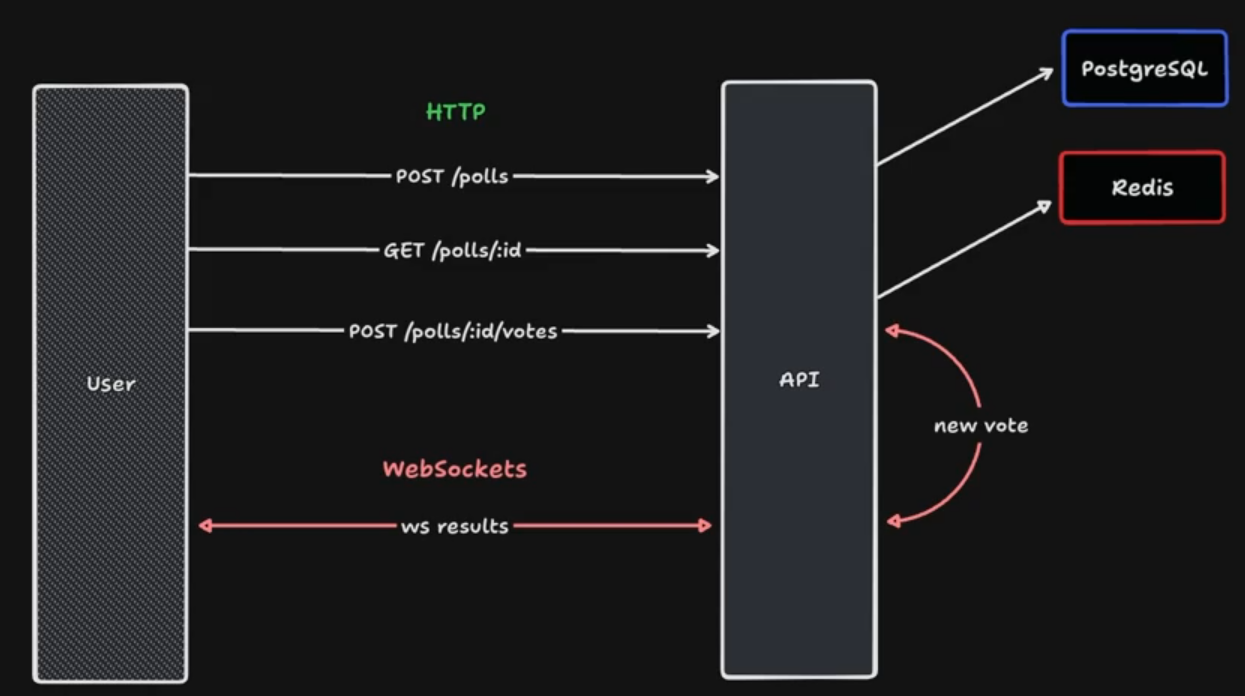 PostgreSQL
HTTP
POST /polls
Redis
GET /polls/:id
POST /polls/:id/votes
User
API
new vote
WebSockets
ws results